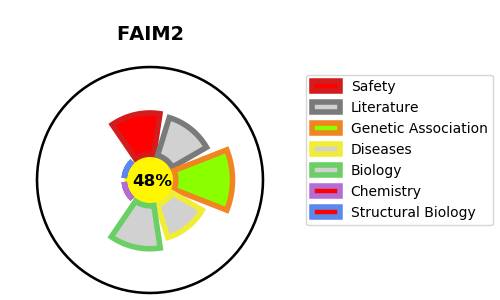 FAIM2
48%
Safety
Literature
Genetic Association
Diseases
Biology
Chemistry
Structural Biology